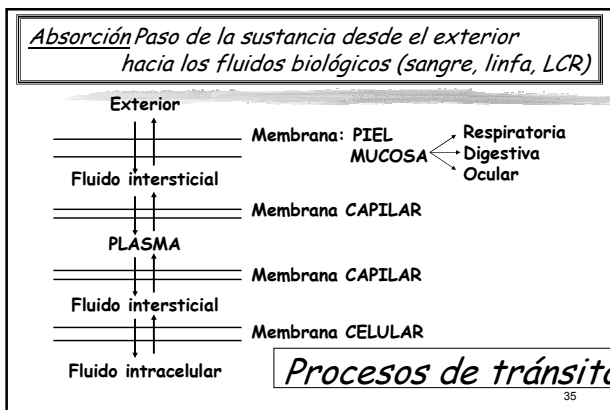 Absorción Paso de la sustancia desde el exterior
hacia los fluidos biológicos (sangre, linfa, LCR)
Exterior
Membrana: PIEL
MUCOSA
Respiratoria
Digestiva
Ocular
Fluido intersticial
Membrana CAPILAR
PLASMA
Membrana CAPILAR
Fluido intersticial
Membrana CELULAR
Fluido intracelular
Procesos de tránsito
35